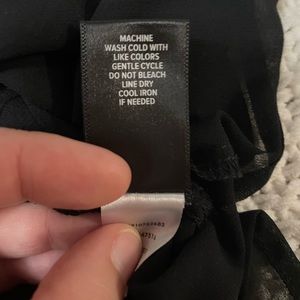 MACHINE
WASH COLD WITH
LIKE COLORS
GENTLE CYCLE
DO NOT BLEACH
LINE DRY
COOL IRON
IF NEEDED